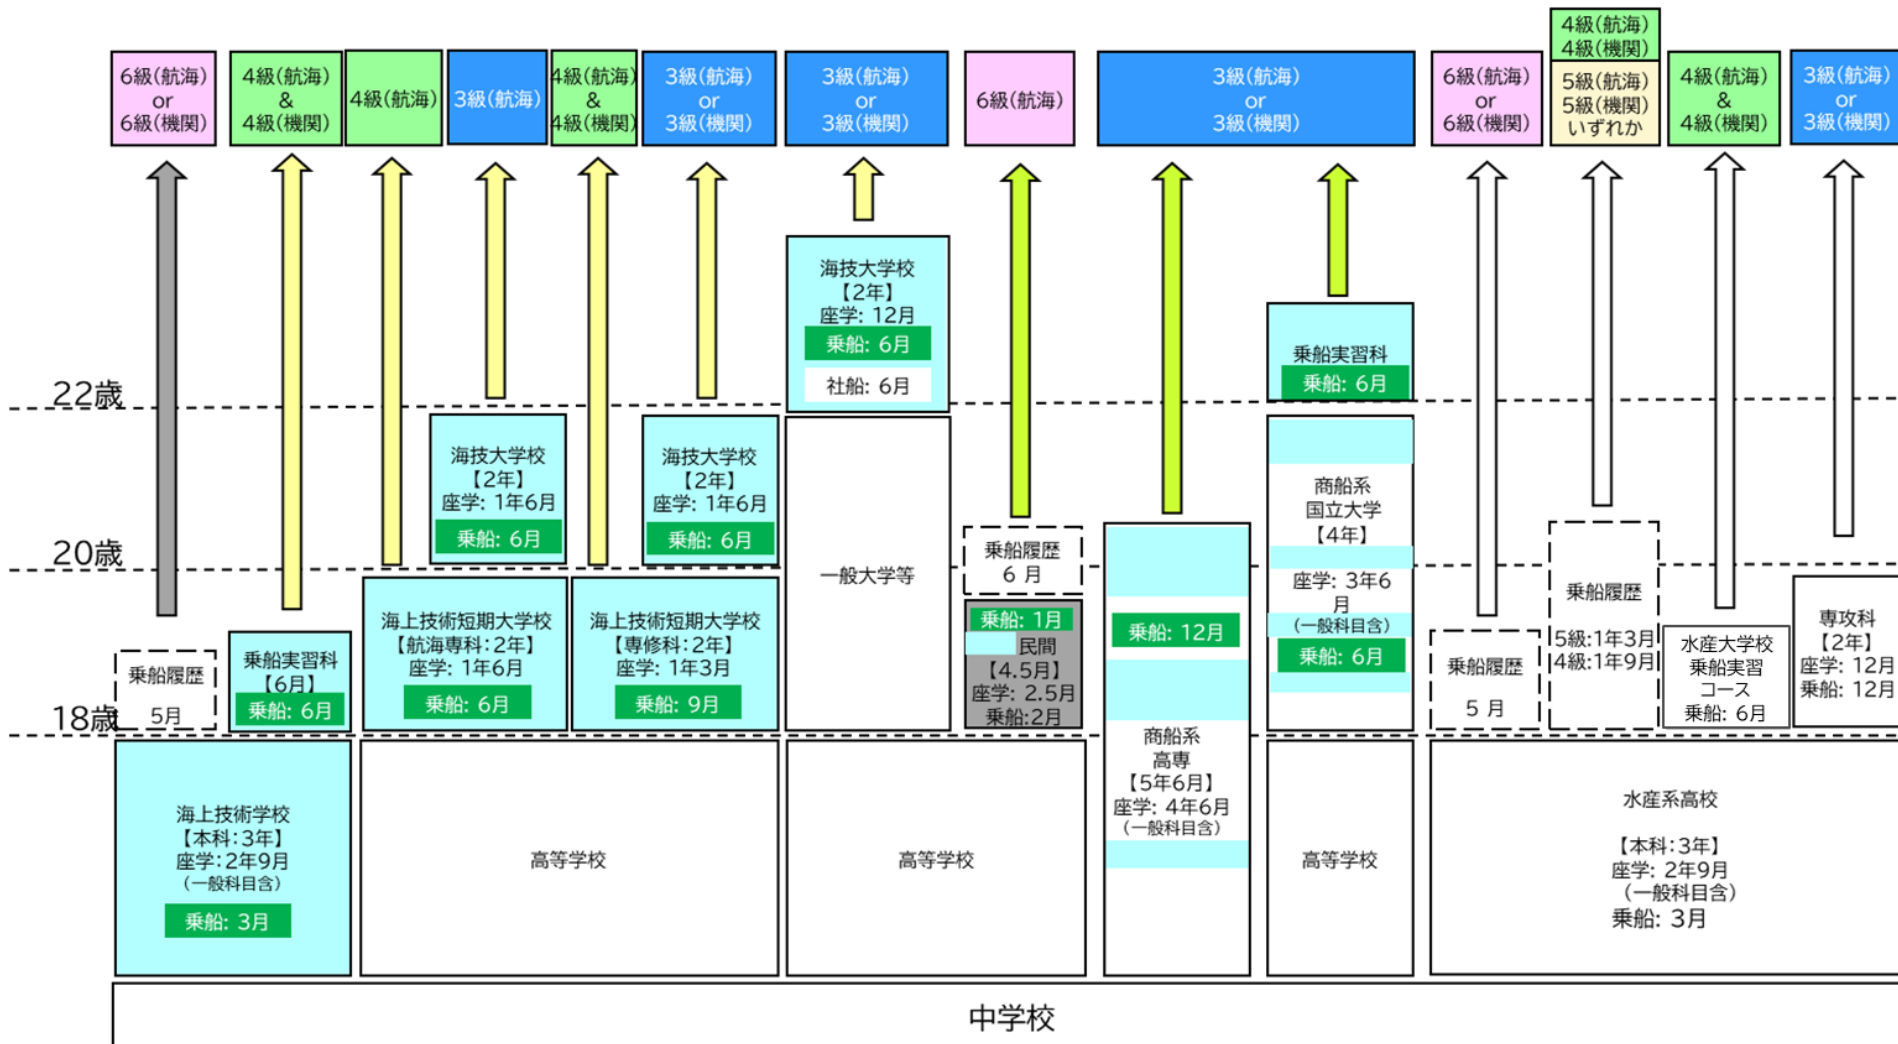 6級(航海)
or
6級(機関)
4級(航海)
&
4級(機関)
4級(航海)
3級(航海)
4級(航海)
&
4級(機関)
3級(航海)
or
3級(機関)
3級(航海)
or
3級(機関)
6級(航海)
3級(航海)
or
3級(機関)
6級(航海)
or
6級(機関)
4級(航海)
4級(機関)
5級(航海)
5級(機関)
いずれか
4級(航海)
&
4級(機関)
3級(航海)
or
3級(機関)
海技大学校
【2年】
座学: 12月
乗船: 6月
社船: 6月
乗船実習科
乗船: 6月
22歳
海技大学校
【2年】
座学: 1年6月
乗船: 6月
海技大学校
【2年】
座学: 1年6月
乗船: 6月
一般大学等
乗船履歴
6 月
乗船: 1月
民間
【4.5月】
座学: 2.5月
乗船:2月
乗船: 12月
商船系
高専
【5年6月】
座学: 4年6月
(一般科目含)
商船系
国立大学
【4年】
座学: 3年6
月
(一般科目含)
乗船: 6月
20歳
乗船履歴
5月
乗船実習科
【6月】
乗船: 6月
海上技術短期大学校
【航海専科:2年】
座学: 1年6月
乗船: 6月
海上技術短期大学校
【専修科:2年】
座学: 1年3月
乗船: 9月
乗船履歴
5 月
乗船履歴
5級:1年3月
4級:1年9月
水産大学校
乗船実習
コース
乗船: 6月
専攻科
【2年】
座学: 12月
乗船: 12月
18歳
海上技術学校
【本科:3年】
座学:2年9月
(一般科目含)
乗船: 3月
高等学校
高等学校
高等学校
水産系高校
【本科:3年】
座学: 2年9月
(一般科目含)
乗船: 3月
中学校